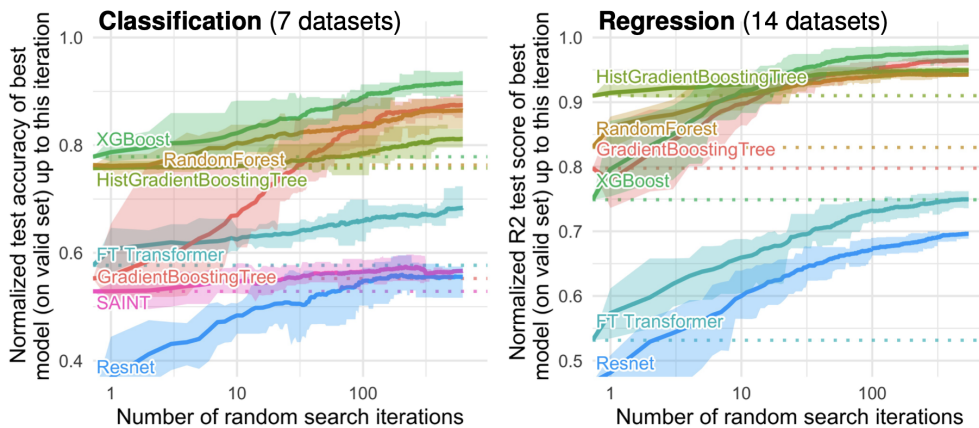 Classification (7 datasets)
Normalized test accuracy of best
model (on valid set) up to this iteration
1.0
0.8
0.6
0.4
XGBoost
RandomForest
HistGradientBoostingTree
FT Transformer
GradientBoostingTree
SAINT
Resnet
1 10 100
Number of random search iterations
Regression (14 datasets)
Normalized R2 test score of best
model (on valid set) up to this iteration
1.0
0.9
0.8
0.7
0.6
0.5
HistGradientBoostingTree
RandomForest
GradientBoostingTree
XGBoost
FT Transformer
Resnet
1 10 100
Number of random search iterations